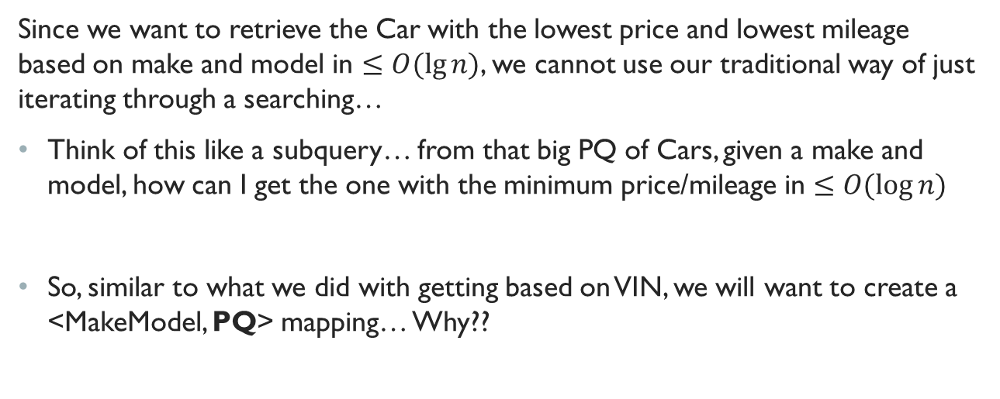 Since we want to retrieve the Car with the lowest price and lowest mileage
based on make and model in ≤ O(lg n), we cannot use our traditional way of just
iterating through a searching…
• Think of this like a subquery… from that big PQ of Cars, given a make and
model, how can I get the one with the minimum price/mileage in ≤ O(log n)
• So, similar to what we did with getting based on VIN, we will want to create a
<MakeModel, PQ> mapping… Why??